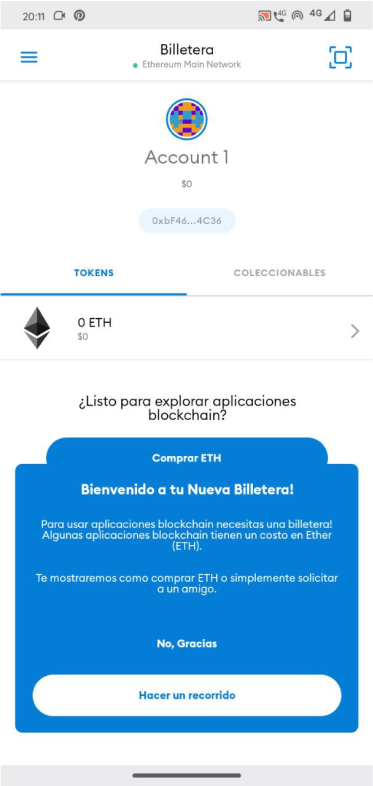 20:11
4G
4G
Billetera
Ethereum Main Network
Account 1
$0
0xbF46...4C36
TOKENS
COLECCIONABLES
0 ETH
$0
¿Listo para explorar aplicaciones
blockchain?
Comprar ETH
Bienvenido a tu Nueva Billetera!
Para usar aplicaciones blockchain necesitas una billetera!
Algunas aplicaciones blockchain tienen un costo en Ether
(ETH).
Te mostraremos como comprar ETH o simplemente solicitar
a un amigo.
No, Gracias
Hacer un recorrido